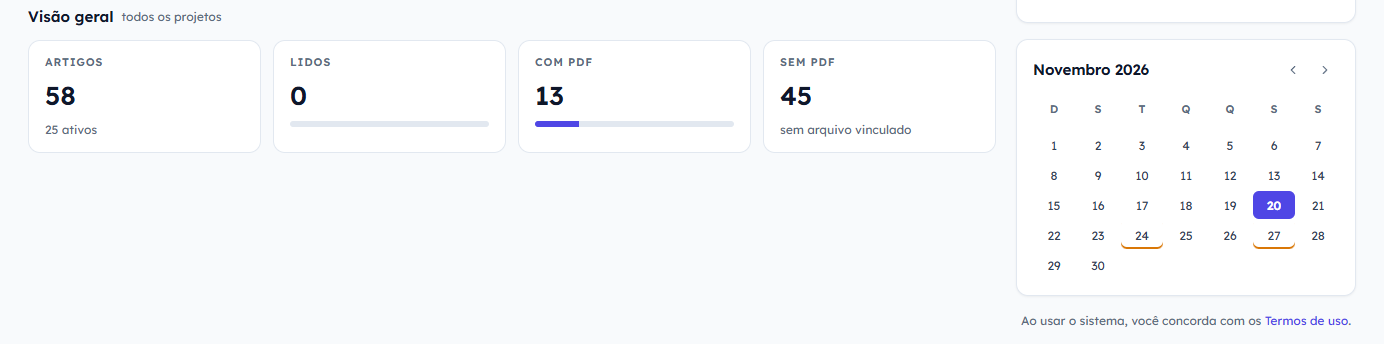 Visão geral todos os projetos
ARTIGOS
58
25 ativos
LIDOS
0
COM PDF
13
SEM PDF
45
sem arquivo vinculado
Novembro 2026
D S T Q Q S S
1 2 3 4 5 6 7
8 9 10 11 12 13 14
15 16 17 18 19 20 21
22 23 24 25 26 27 28
29 30
Ao usar o sistema, você concorda com os Termos de uso.